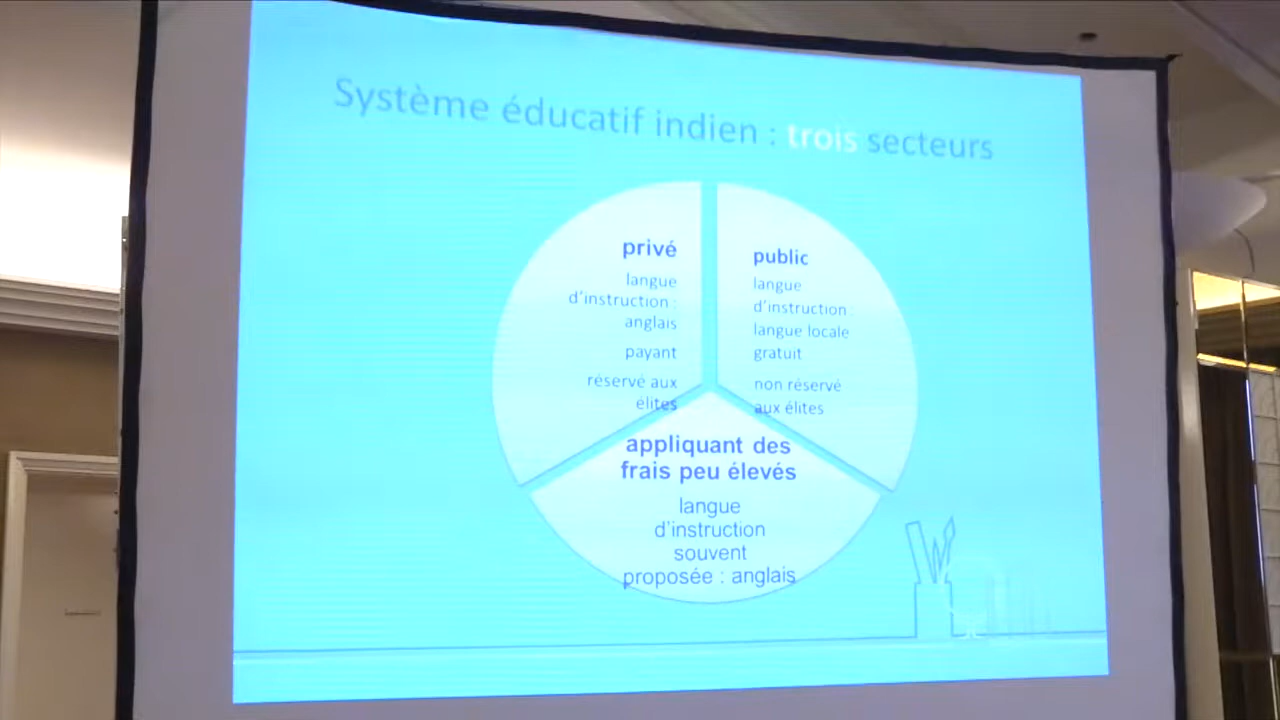 Système éducatif indien : trois secteurs
privé
langue
d'instruction :
anglais
payant
réservé aux
élites
public
langue
d'instruction :
langue locale
gratuit
non réservé
aux élites
appliquant des
frais peu élevés
langue
d'instruction
souvent
proposée : anglais